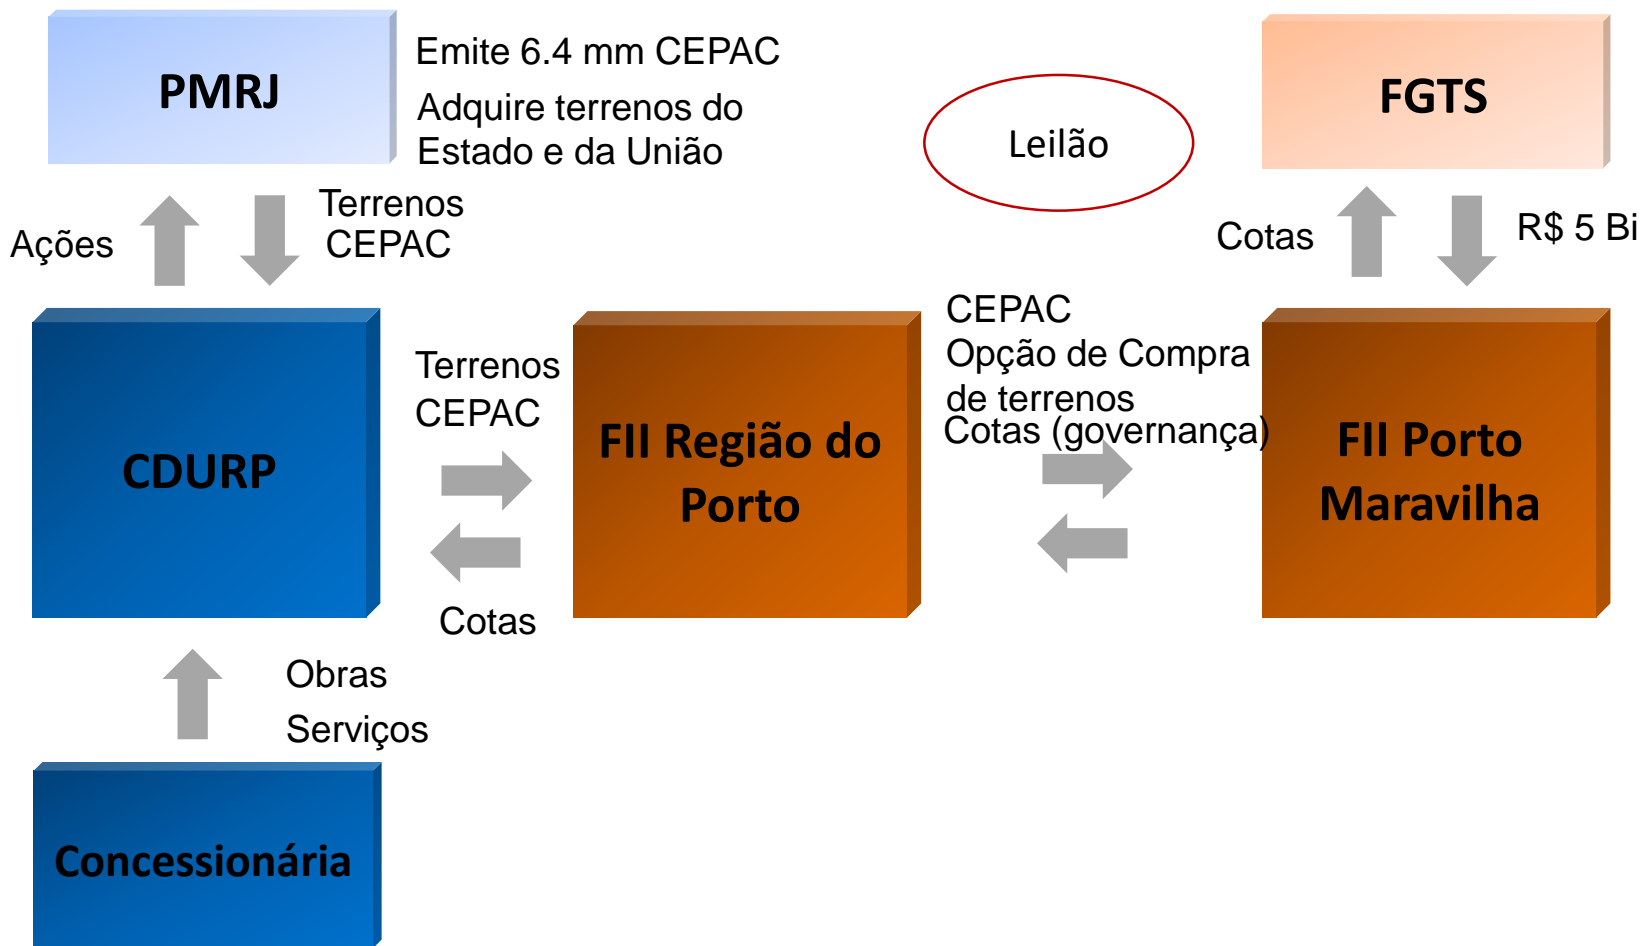 PMRJ
Emite 6.4 mm CEPAC
Adquire terrenos do
Estado e da União
Leilão
FGTS
Ações
Terrenos
CEPAC
Cotas
R$ 5 Bi
CDURP
Terrenos
CEPAC
Cotas
FII Região do
Porto
CEPAC
Opção de Compra
de terrenos
Cotas (governança)
FII Porto
Maravilha
Obras
Serviços
Concessionária